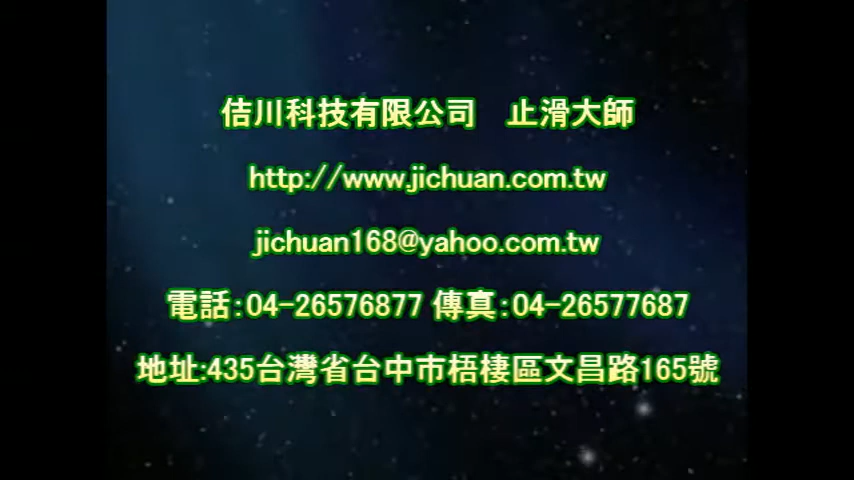 佶川科技有限公司　止滑大師
http://www.jichuan.com.tw
jichuan168@yahoo.com.tw
電話:04-26576877 傳真:04-26577687
地址:435台灣省台中市梧棲區文昌路165號